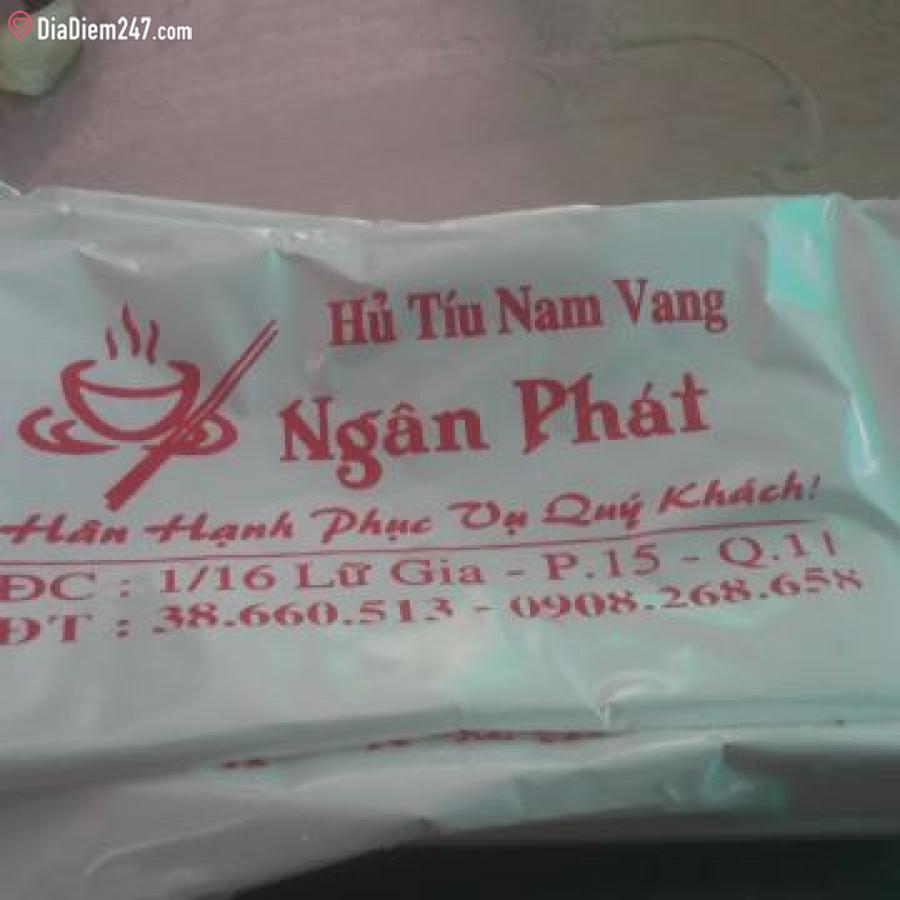 DiaDiem247.com
Hủ Tíu Nam Vang
Ngân Phát
Hân Hạnh Phục Vụ Quý Khách!
ĐC : 1/16 Lữ Gia - P.15 - Q.11
ĐT : 38.660.513 - 0908.268.658